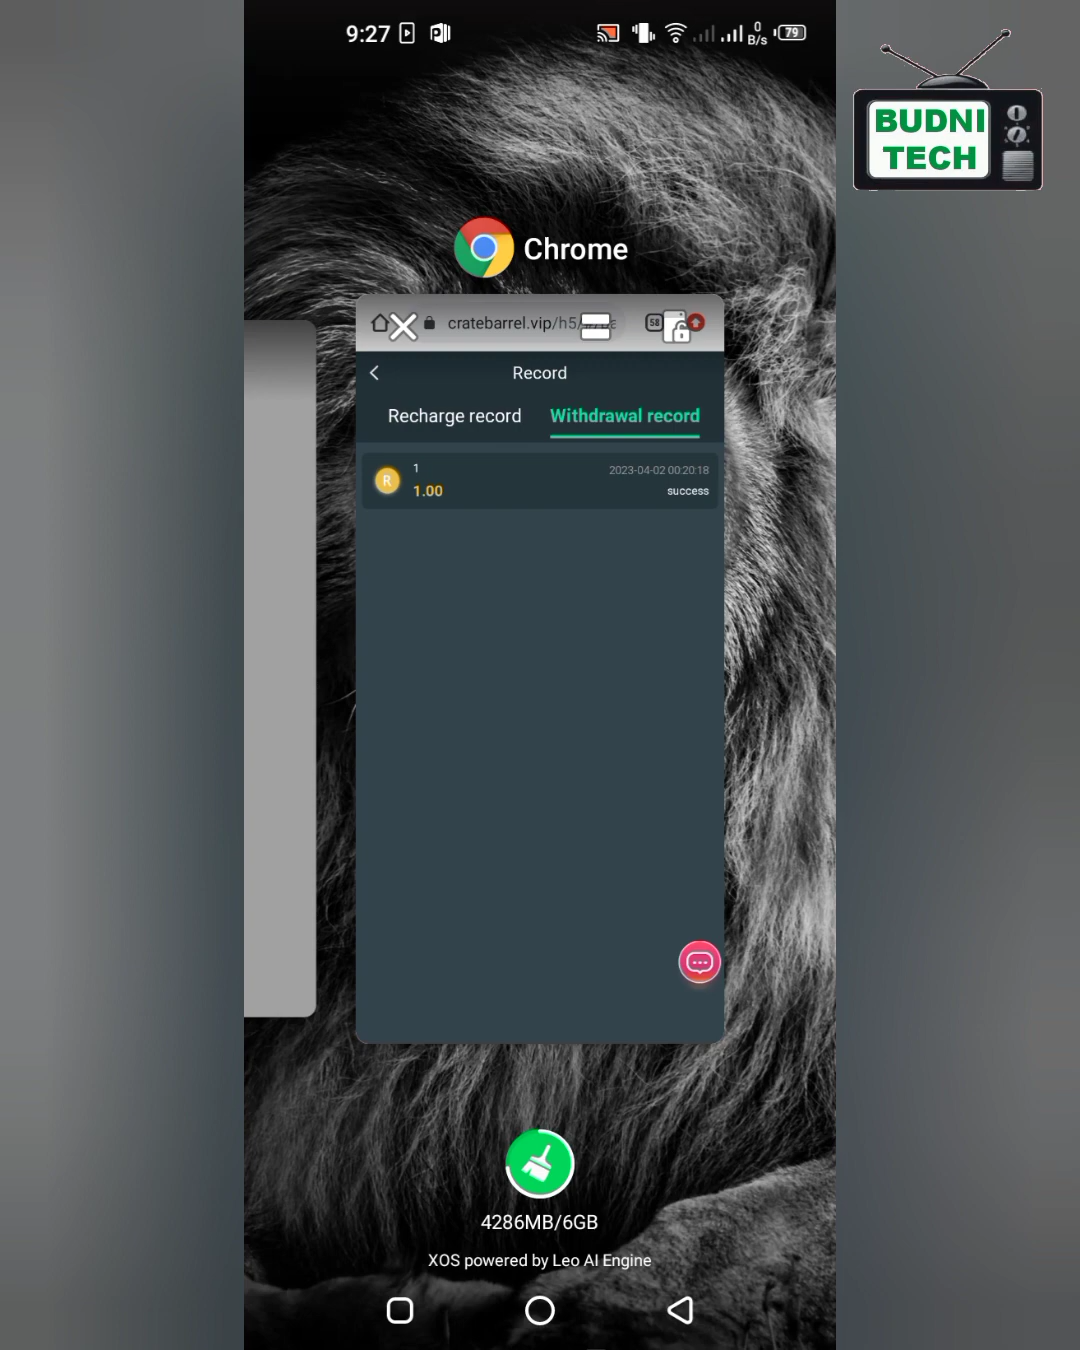 9:27
0
B/s
79
BUDNI
TECH
Chrome
cratebarrel.vip/h5/
58
Record
Recharge record
Withdrawal record
R
1
2023-04-02 00:20:18
1.00
success
4286MB/6GB
XOS powered by Leo AI Engine